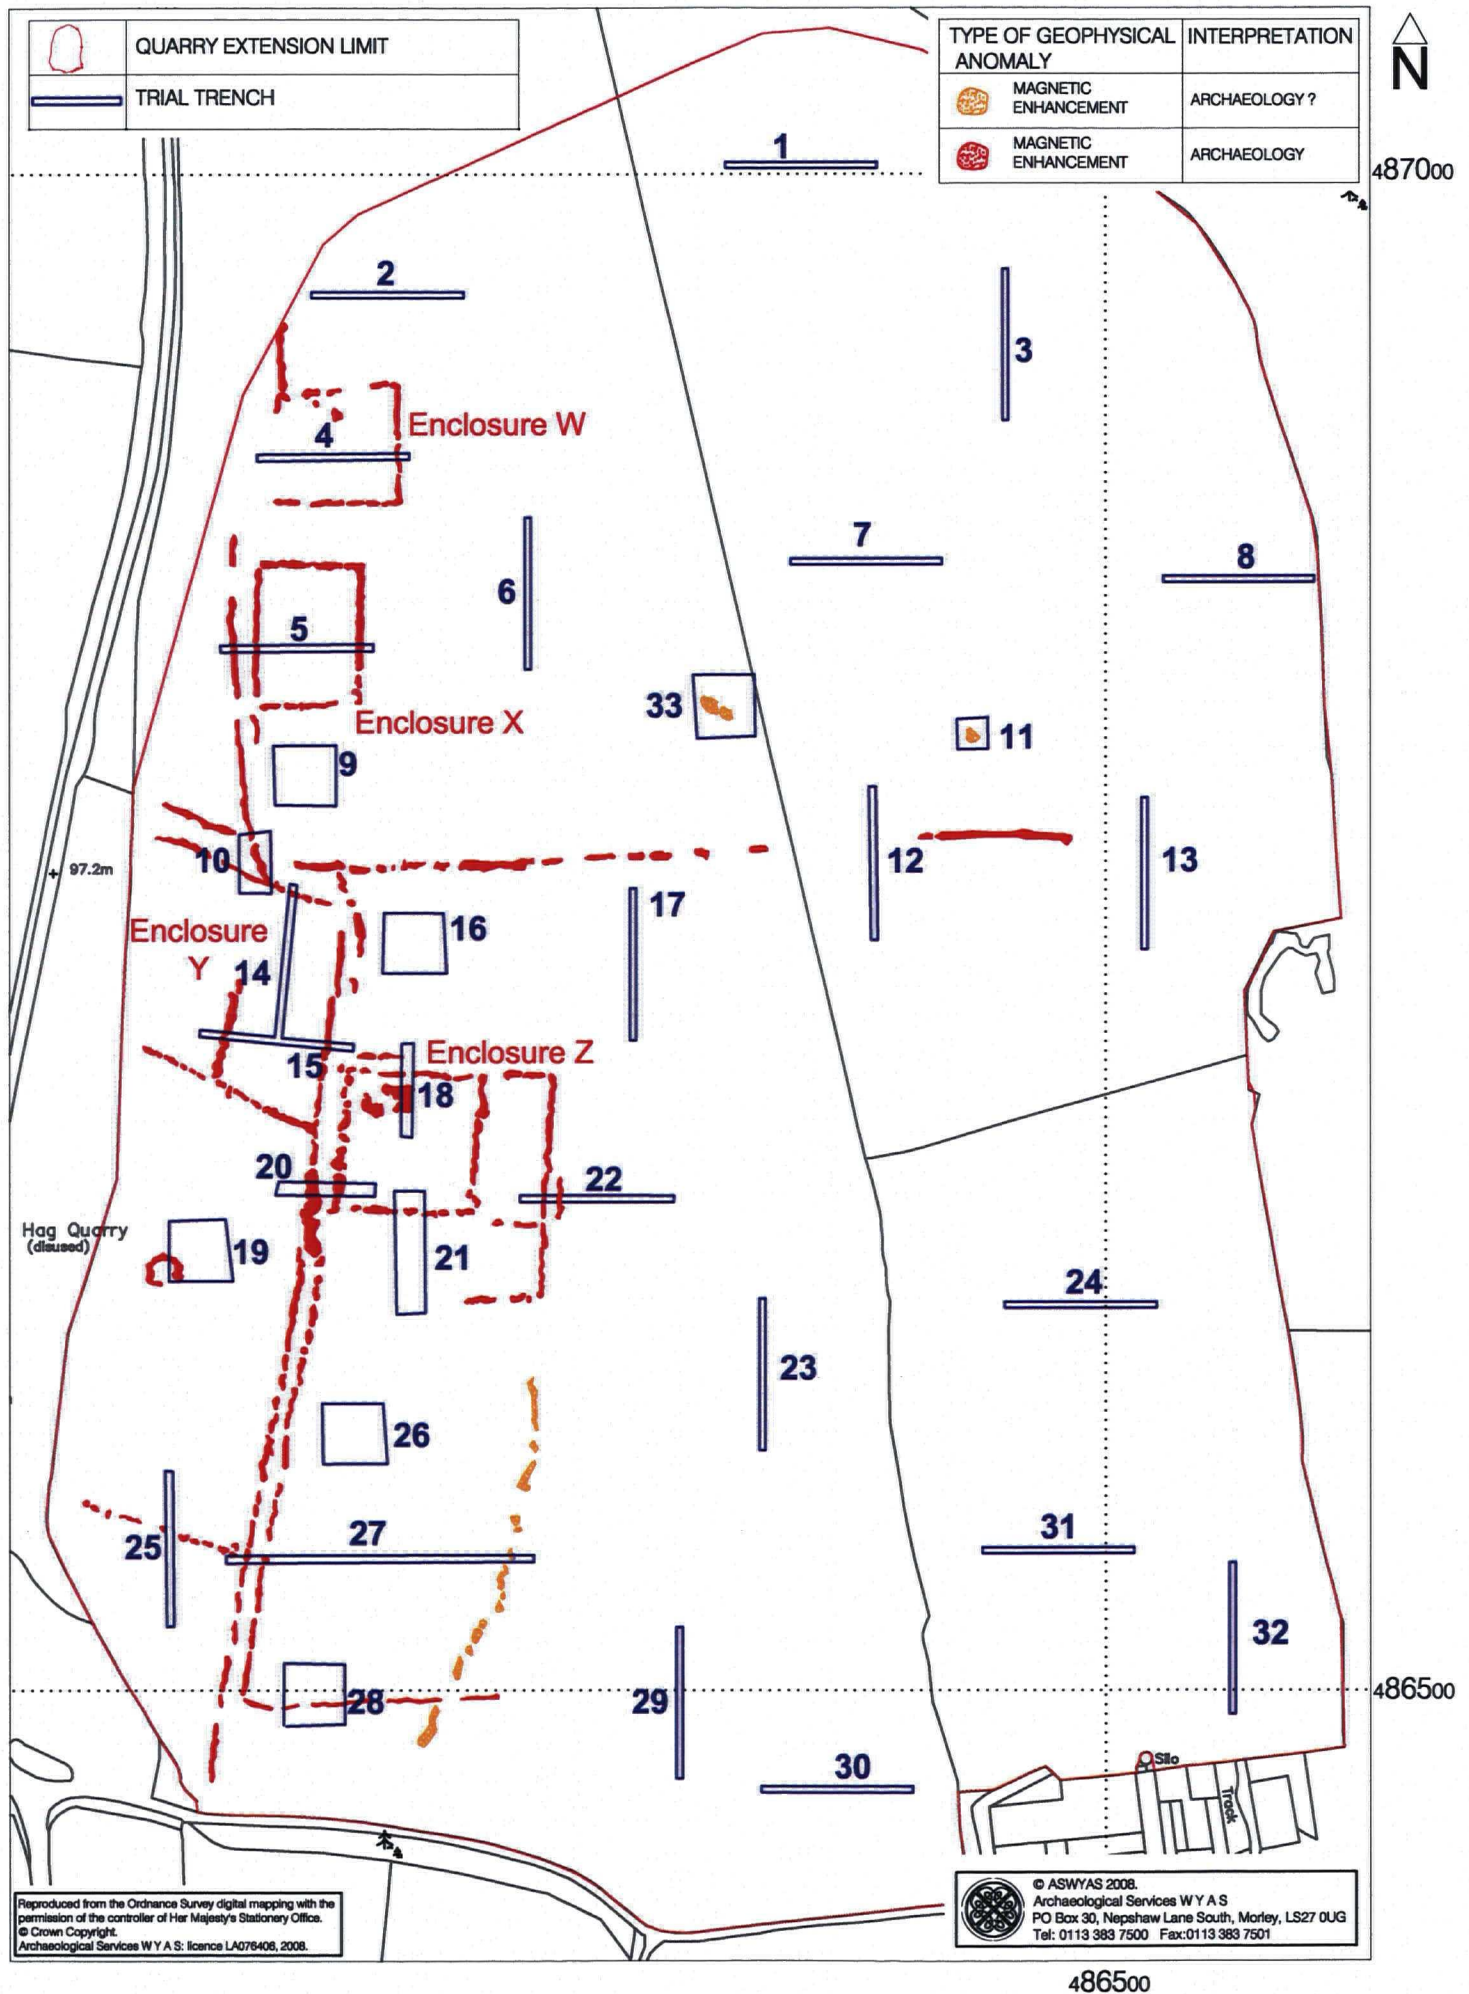 QUARRY EXTENSION LIMIT
TRIAL TRENCH
TYPE OF GEOPHYSICAL
ANOMALY
INTERPRETATION
MAGNETIC
ENHANCEMENT
ARCHAEOLOGY ?
MAGNETIC
ENHANCEMENT
ARCHAEOLOGY
N
487000
1
2
3
Enclosure W
4
7
8
6
5
33
Enclosure X
11
9
10
12
13
97.2m
17
16
Enclosure
Y
14
15
Enclosure Z
18
20
22
Hag Quarry
(disused)
19
21
24
23
26
25
27
31
32
28
29
486500
30
Silo
Track
Reproduced from the Ordnance Survey digital mapping with the
permission of the controller of Her Majesty's Stationery Office.
© Crown Copyright.
Archaeological Services W Y A S: licence LA076406, 2008.
© ASWYAS 2008.
Archaeological Services W Y A S
PO Box 30, Nepshaw Lane South, Morley, LS27 0UG
Tel: 0113 383 7500 Fax:0113 383 7501
486500